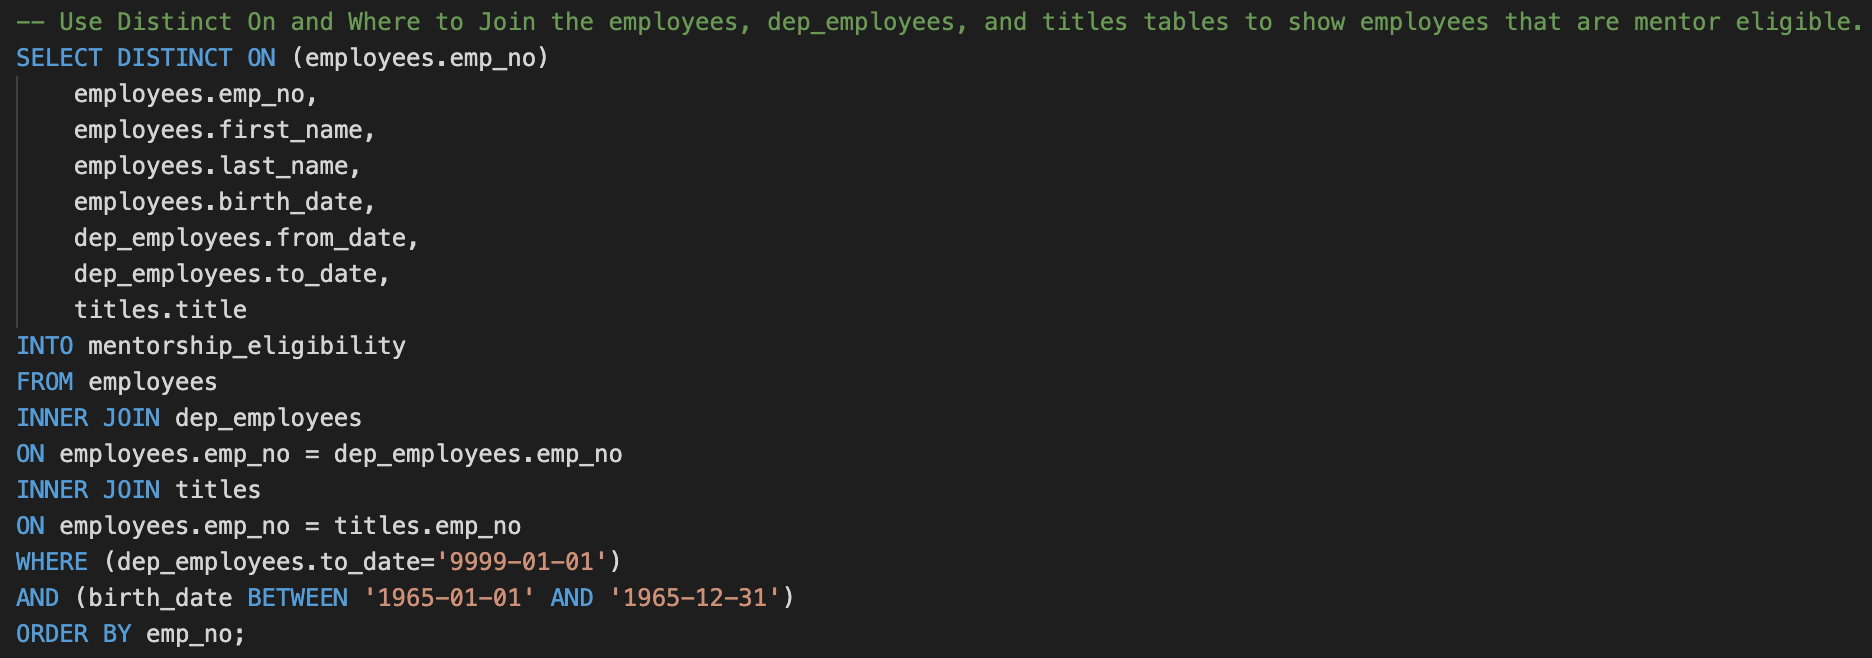 -- Use Distinct On and Where to Join the employees, dep_employees, and titles tables to show employees that are mentor eligible.
SELECT DISTINCT ON (employees.emp_no)
    employees.emp_no,
    employees.first_name,
    employees.last_name,
    employees.birth_date,
    dep_employees.from_date,
    dep_employees.to_date,
    titles.title
INTO mentorship_eligibility
FROM employees
INNER JOIN dep_employees
ON employees.emp_no = dep_employees.emp_no
INNER JOIN titles
ON employees.emp_no = titles.emp_no
WHERE (dep_employees.to_date='9999-01-01')
AND (birth_date BETWEEN '1965-01-01' AND '1965-12-31')
ORDER BY emp_no;